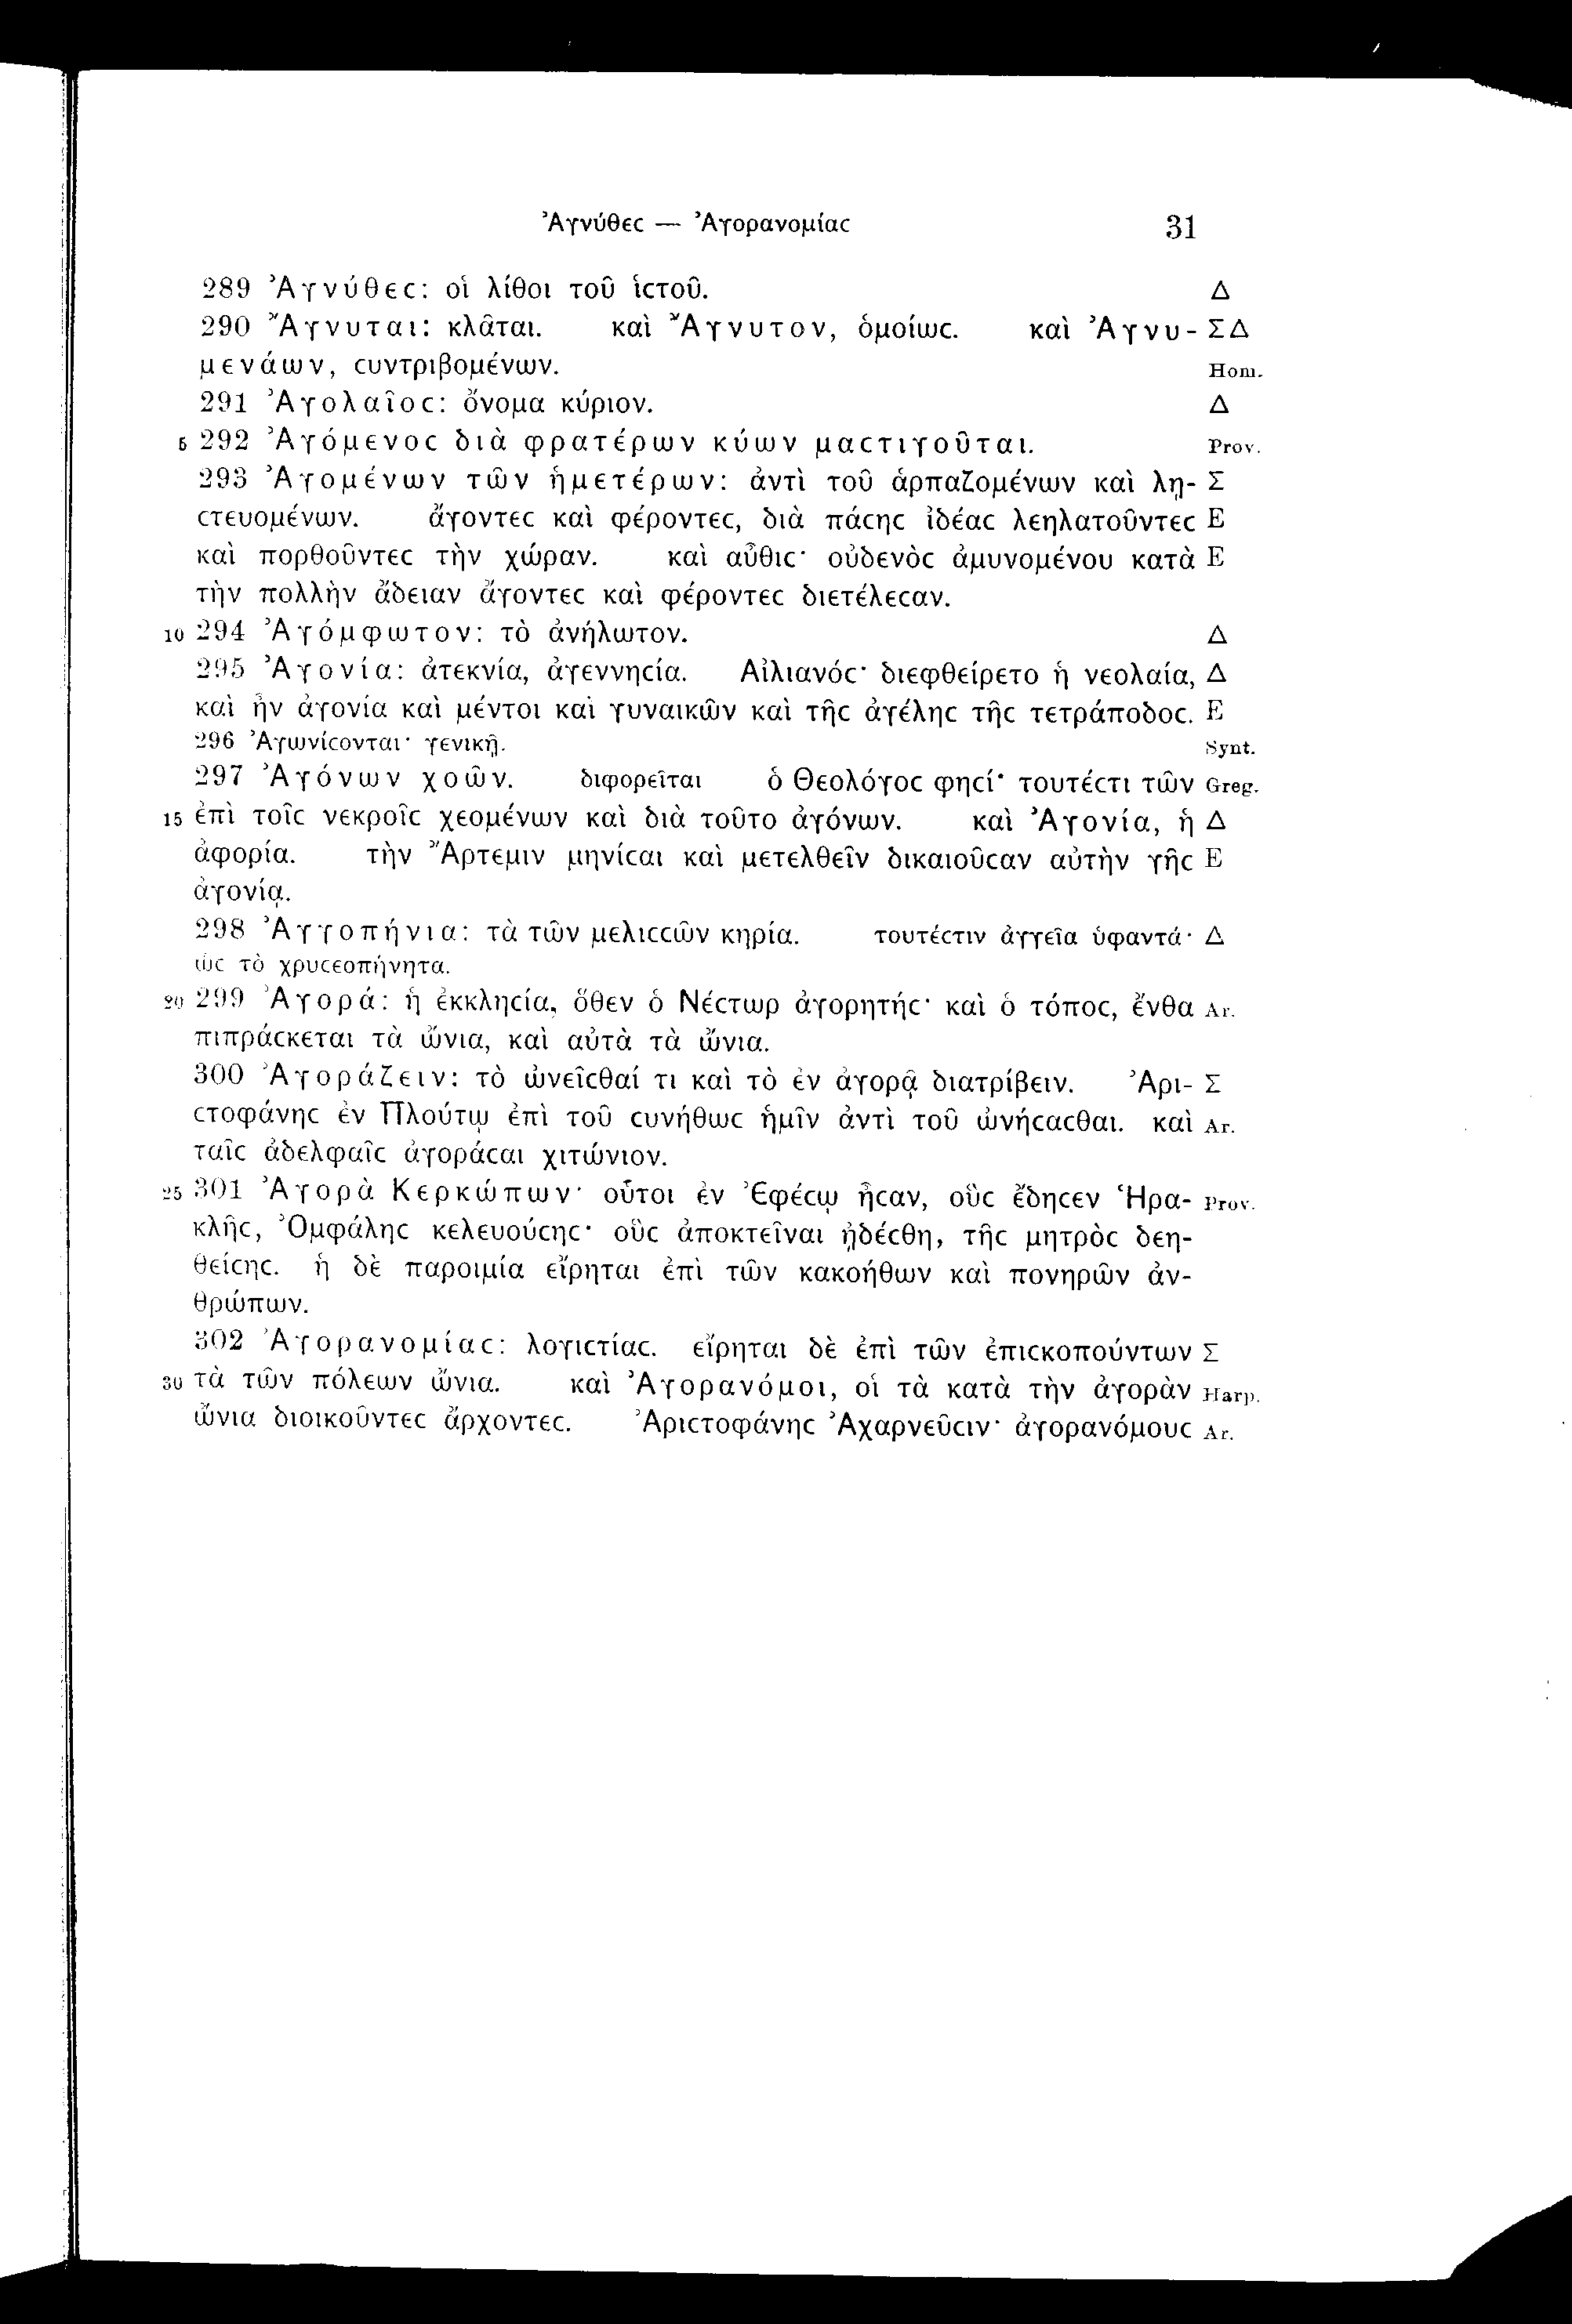 Ἀγνύθεϲ — Ἀγορανομίαϲ 31
289 Ἀγνύθεϲ: οἱ λίθοι τοῦ ἱϲτοῦ. Δ
290 Ἄγνυται: κλᾶται. καὶ Ἄγνυτον, ὁμοίωϲ. καὶ Ἀγνυ- ΣΔ
μενάων, ϲυντριβομένων. Hom.
291 Ἀγολαῖοϲ: ὄνομα κύριον. Δ
5 292 Ἀγόμενοϲ διὰ φρατέρων κύων μαϲτιγοῦται. Prov.
293 Ἀγομένων τῶν ἡμετέρων: ἀντὶ τοῦ ἁρπαζομένων καὶ λῃ- Σ
ϲτευομένων. ἄγοντεϲ καὶ φέροντεϲ, διὰ πάϲηϲ ἰδέαϲ λεηλατοῦντεϲ E
καὶ πορθοῦντεϲ τὴν χώραν. καὶ αὖθιϲ· οὐδενὸϲ ἀμυνομένου κατὰ E
τὴν πολλὴν ἄδειαν ἄγοντεϲ καὶ φέροντεϲ διετέλεϲαν.
10 294 Ἀγόμφωτον: τὸ ἀνήλωτον. Δ
295 Ἀγονία: ἀτεκνία, ἀγεννηϲία. Αἰλιανόϲ· διεφθείρετο ἡ νεολαία, Δ
καὶ ἦν ἀγονία καὶ μέντοι καὶ γυναικῶν καὶ τῆϲ ἀγέληϲ τῆϲ τετράποδοϲ. E
296 Ἀγωνίϲονται· γενικῇ. Synt.
297 Ἀγόνων χοῶν. διφορεῖται ὁ Θεολόγοϲ φηϲί· τουτέϲτι τῶν Greg.
15 ἐπὶ τοῖϲ νεκροῖϲ χεομένων καὶ διὰ τοῦτο ἀγόνων. καὶ Ἀγονία, ἡ Δ
ἀφορία. τὴν Ἄρτεμιν μηνίϲαι καὶ μετελθεῖν δικαιοῦϲαν αὐτὴν γῆϲ E
ἀγονίᾳ.
298 Ἀγγοπήνια: τὰ τῶν μελιϲϲῶν κηρία. τουτέϲτιν ἀγγεῖα ὑφαντά· Δ
ὡϲ τὸ χρυϲεοπήνητα.
20 299 Ἀγορά: ἡ ἐκκληϲία, ὅθεν ὁ Νέϲτωρ ἀγορητήϲ· καὶ ὁ τόποϲ, ἔνθα Ar.
πιπράϲκεται τὰ ὤνια, καὶ αὐτὰ τὰ ὤνια.
300 Ἀγοράζειν: τὸ ὠνεῖϲθαί τι καὶ τὸ ἐν ἀγορᾷ διατρίβειν. Ἀρι- Σ
ϲτοφάνηϲ ἐν Πλούτῳ ἐπὶ τοῦ ϲυνήθωϲ ἡμῖν ἀντὶ τοῦ ὠνήϲαϲθαι. καὶ Ar.
ταῖϲ ἀδελφαῖϲ ἀγοράϲαι χιτώνιον.
25 301 Ἀγορὰ Κερκώπων· οὗτοι ἐν Ἐφέϲῳ ἦϲαν, οὓϲ ἔδηϲεν Ἡρα- Prov.
κλῆϲ, Ὀμφάληϲ κελευούϲηϲ· οὓϲ ἀποκτεῖναι ᾐδέϲθη, τῆϲ μητρὸϲ δεη-
θείϲηϲ. ἡ δὲ παροιμία εἴρηται ἐπὶ τῶν κακοήθων καὶ πονηρῶν ἀν-
θρώπων.
302 Ἀγορανομίαϲ: λογιϲτίαϲ. εἴρηται δὲ ἐπὶ τῶν ἐπιϲκοπούντων Σ
30 τὰ τῶν πόλεων ὤνια. καὶ Ἀγορανόμοι, οἱ τὰ κατὰ τὴν ἀγορὰν Harp.
ὤνια διοικοῦντεϲ ἄρχοντεϲ. Ἀριϲτοφάνηϲ Ἀχαρνεῦϲιν· ἀγορανόμουϲ Ar.